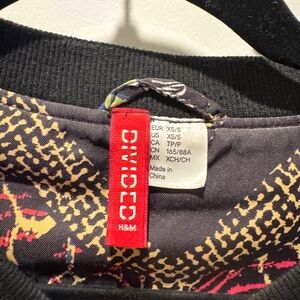 DIVIDED
H&M
EUR XS/S
US XS/S
CA TP/P
CN 165/88A
MX XCH/CH
Made in
China